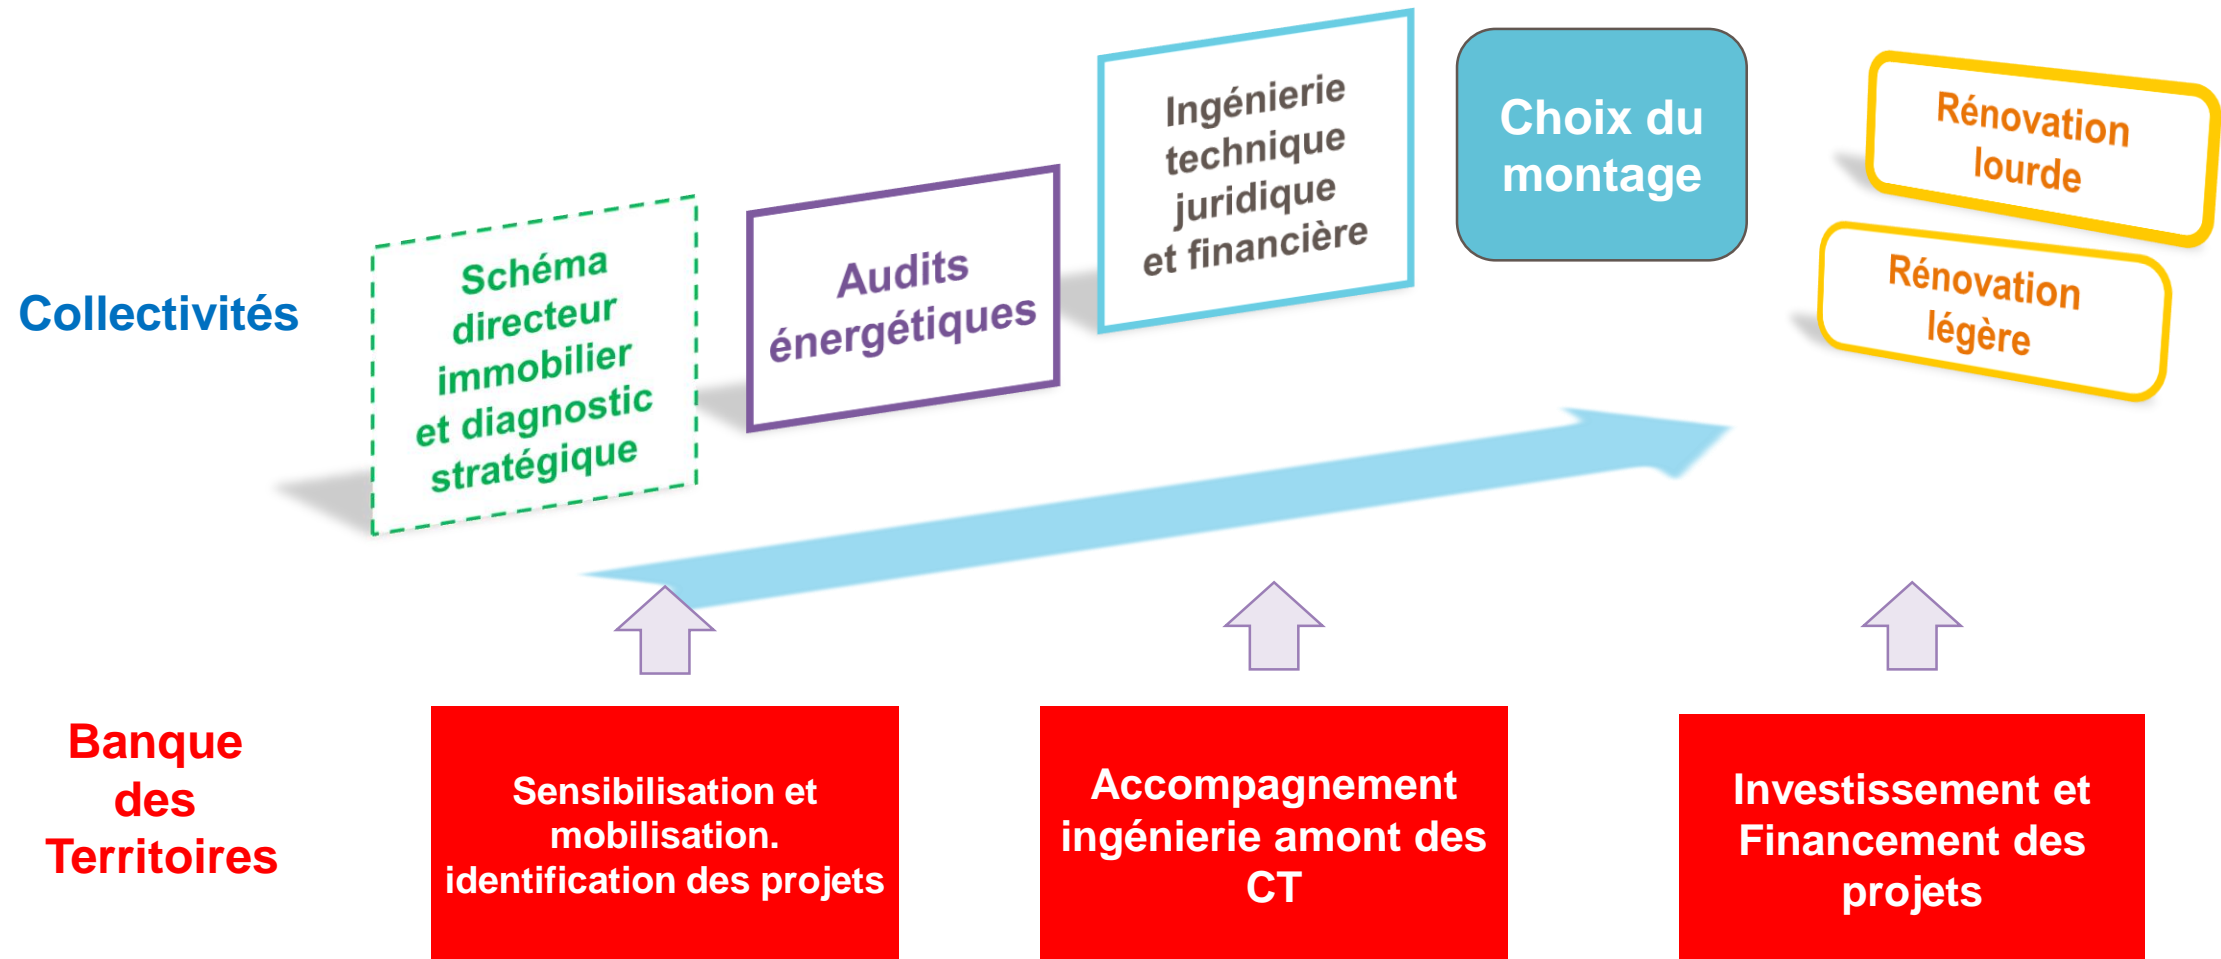 Collectivités
Schéma
directeur
immobilier
et diagnostic
stratégique
Audits
énergétiques
Ingénierie
technique
juridique
et financière
Choix du
montage
Rénovation
lourde
Rénovation
légère
Banque
des
Territoires
Sensibilisation et
mobilisation.
identification des projets
Accompagnement
ingénierie amont des
CT
Investissement et
Financement des
projets